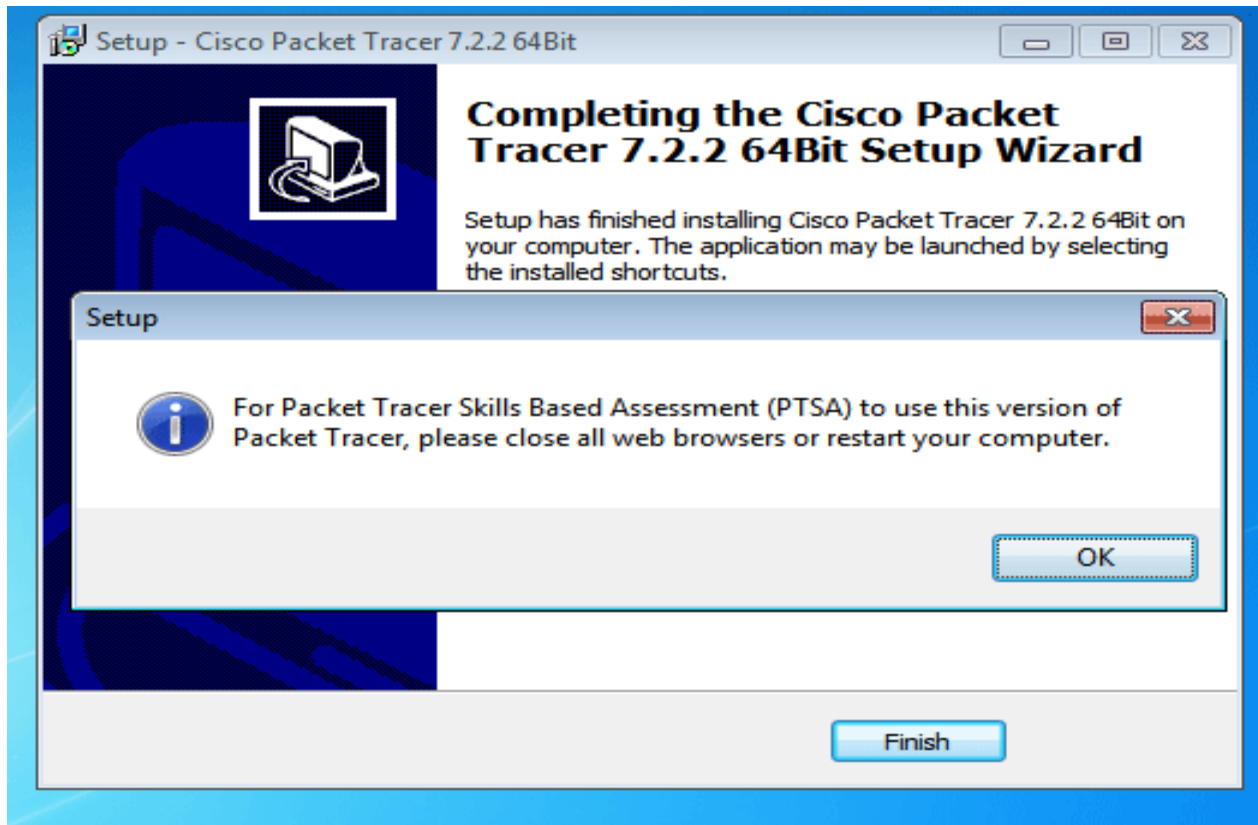 Setup - Cisco Packet Tracer 7.2.2 64Bit
Completing the Cisco Packet
Tracer 7.2.2 64Bit Setup Wizard
Setup has finished installing Cisco Packet Tracer 7.2.2 64Bit on
your computer. The application may be launched by selecting
the installed shortcuts.
Setup
For Packet Tracer Skills Based Assessment (PTSA) to use this version of
Packet Tracer, please close all web browsers or restart your computer.
OK
Finish